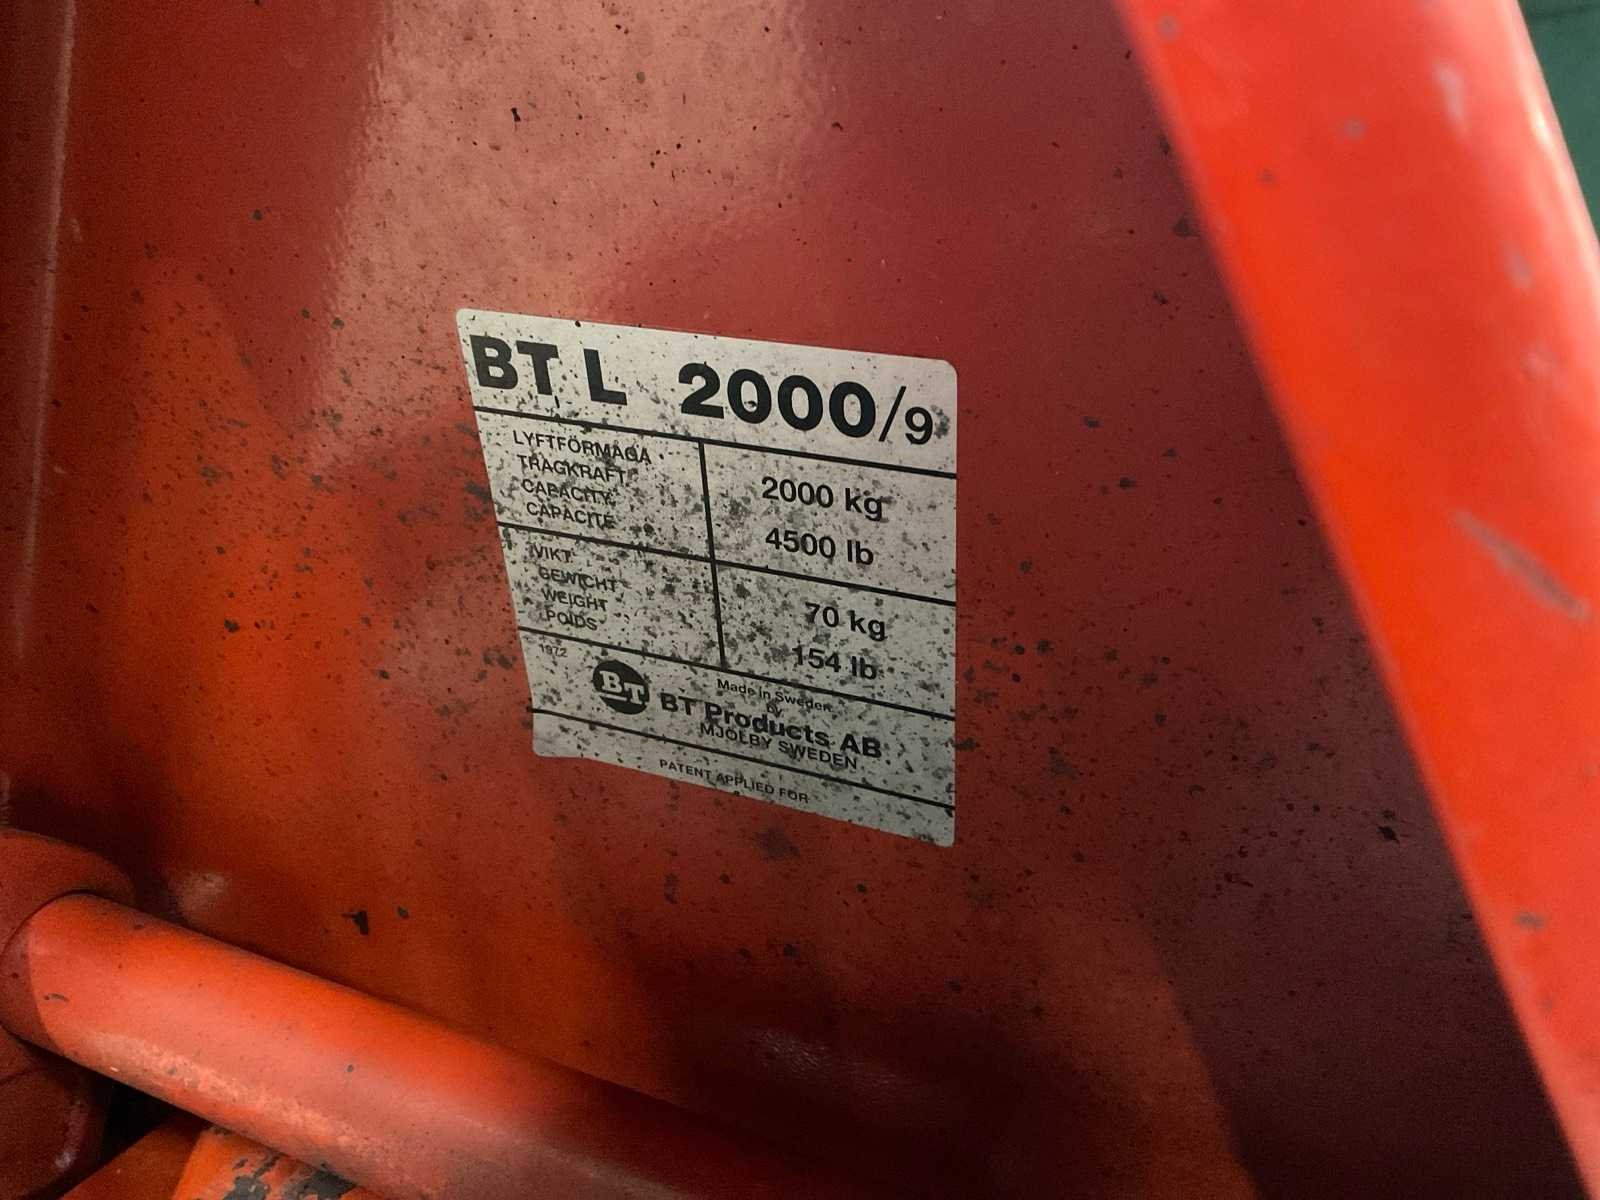 BT L 2000/9
LYFTFÖRMÅGA
TRAGKRAFT
CAPACITY
CAPACITÉ
2000 kg
4500 lb
VIKT
GEWICHT
WEIGHT
POIDS
70 kg
154 lb
1972
BT
Made in Sweden
by
BT Products AB
MJÖLBY SWEDEN
PATENT APPLIED FOR